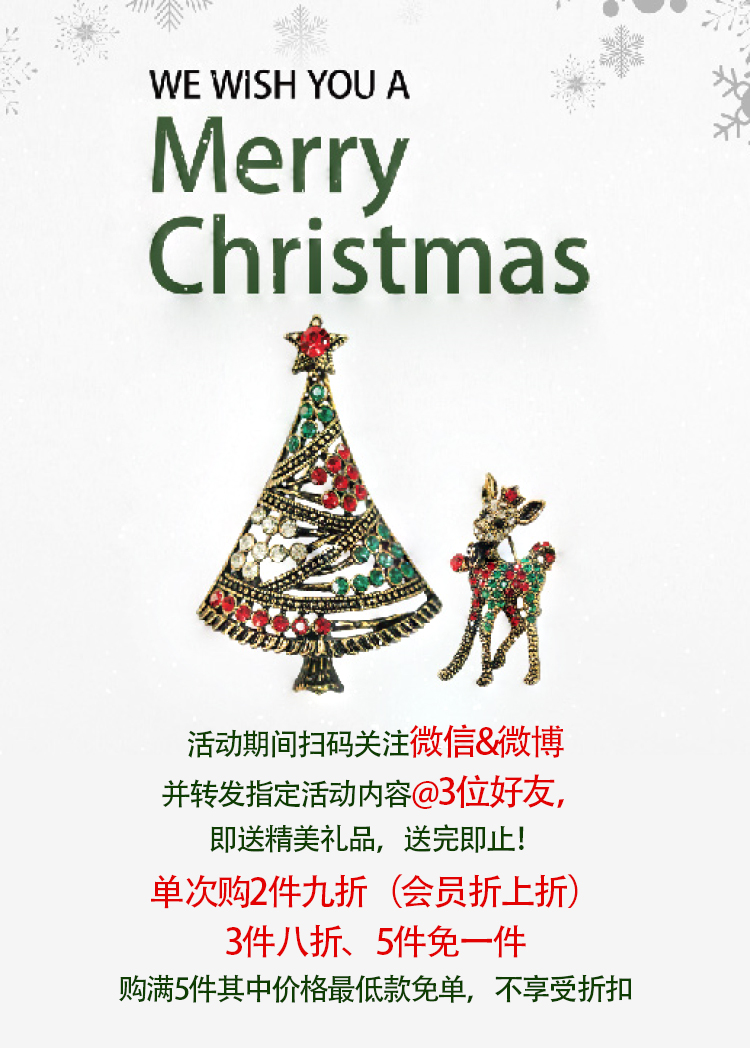 WE WISH YOU A
Merry
Christmas
活动期间扫码关注微信&微博
并转发指定活动内容@3位好友，
即送精美礼品，送完即止！
单次购2件九折（会员折上折）
3件八折、5件免一件
购满5件其中价格最低款免单，不享受折扣